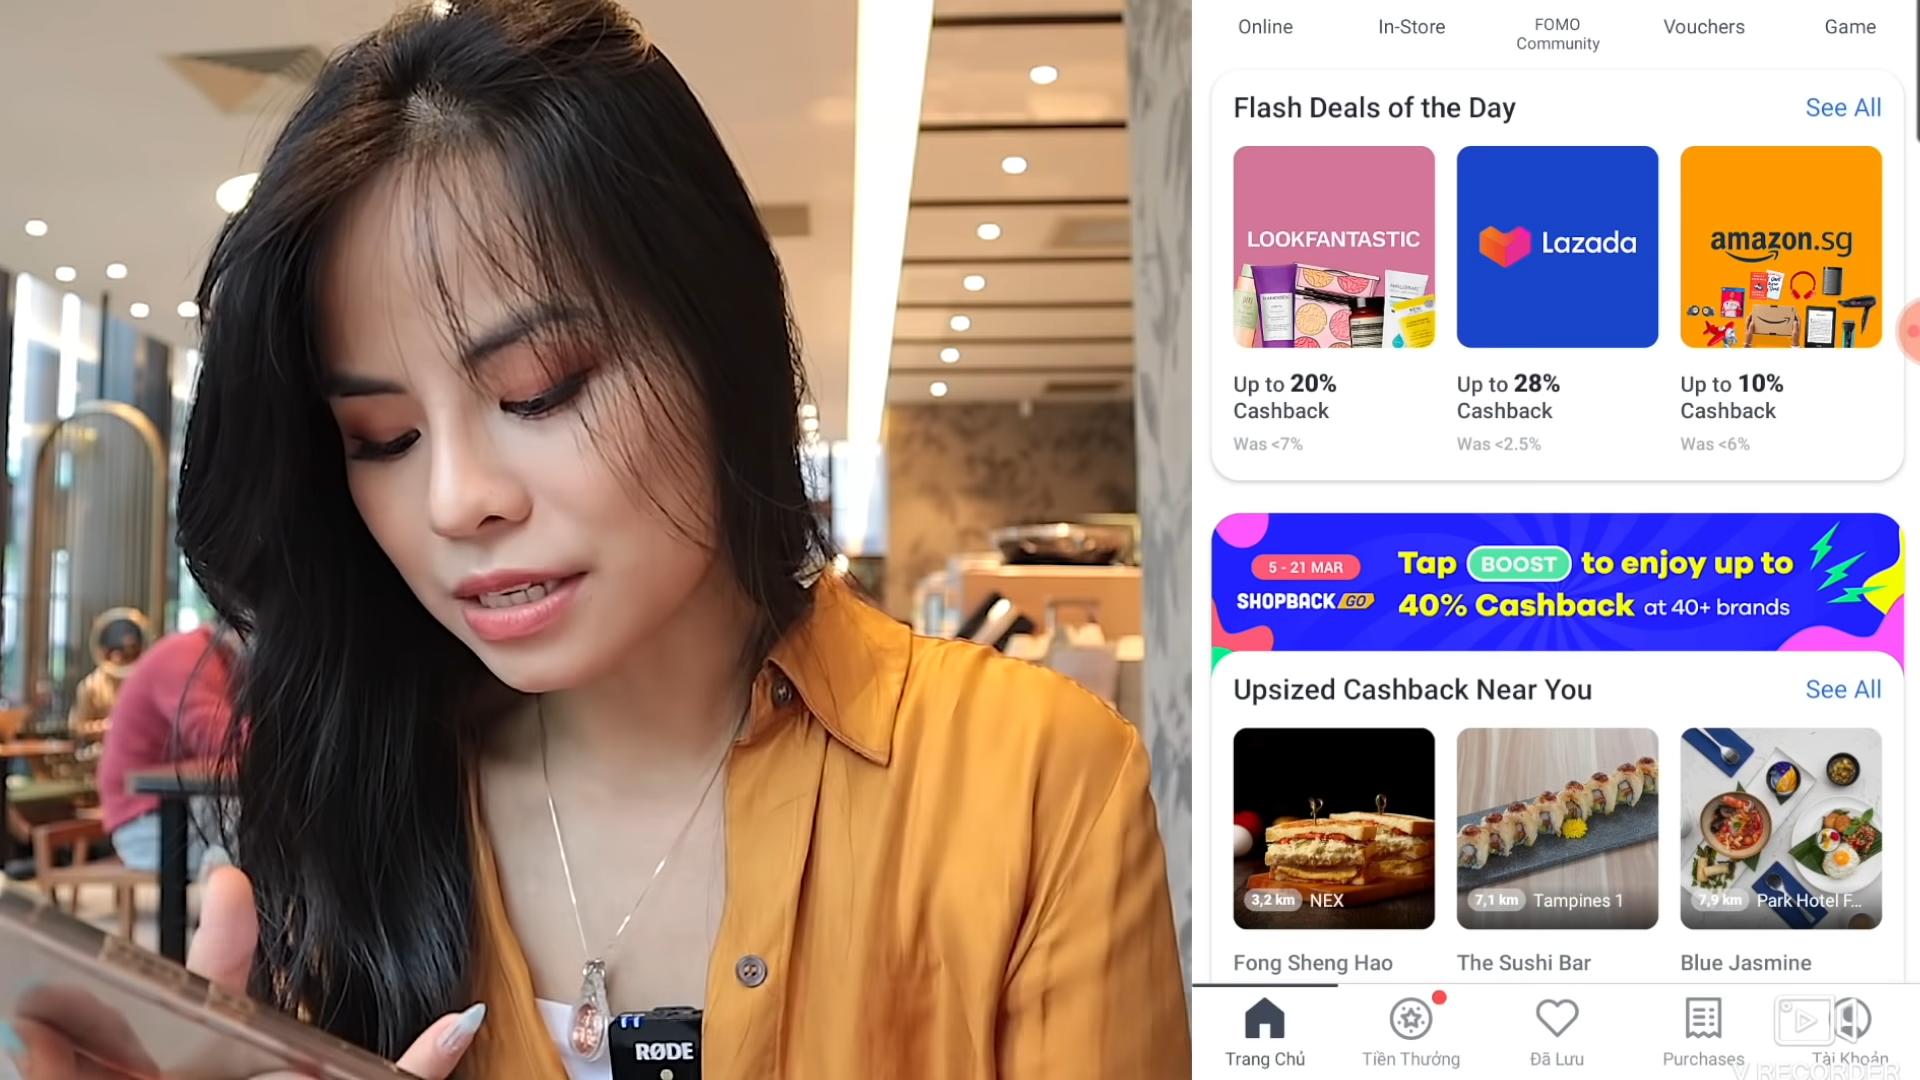 Online
In-Store
FOMO
Community
Vouchers
Game
Flash Deals of the Day
See All
LOOKFANTASTIC
Lazada
amazon.sg
Up to 20%
Cashback
Was <7%
Up to 28%
Cashback
Was <2.5%
Up to 10%
Cashback
Was <6%
5 - 21 MAR
SHOPBACK GO
Tap BOOST to enjoy up to
40% Cashback at 40+ brands
Upsized Cashback Near You
See All
3,2 km NEX
7,1 km Tampines 1
7,9 km Park Hotel F...
Fong Sheng Hao
The Sushi Bar
Blue Jasmine
Trang Chủ
Tiền Thưởng
Đã Lưu
Purchases
Tài Khoản
V RECORDER
RØDE